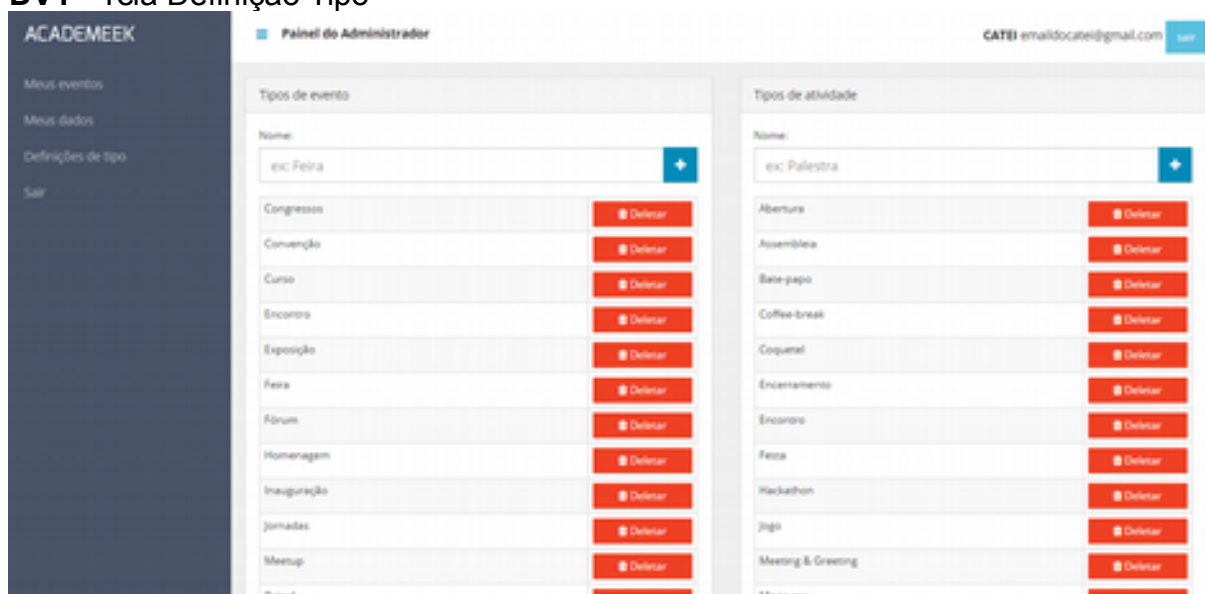 Tela Definição Tipo
ACADEMEEK
Painel do Administrador
CATEI emaildocatei@gmail.com
sair
Meus eventos
Meus dados
Definições de tipo
Sair
Tipos de evento
Nome:
ex: Feira
Congressos Deletar
Convenção Deletar
Curso Deletar
Encontro Deletar
Exposição Deletar
Feira Deletar
Fórum Deletar
Homenagem Deletar
Inauguração Deletar
Jornadas Deletar
Meetup Deletar
Tipos de atividade
Nome:
ex: Palestra
Abertura Deletar
Assembleia Deletar
Bate-papo Deletar
Coffee-break Deletar
Coquetel Deletar
Encerramento Deletar
Encontro Deletar
Festa Deletar
Hackathon Deletar
Jogo Deletar
Meeting & Greeting Deletar